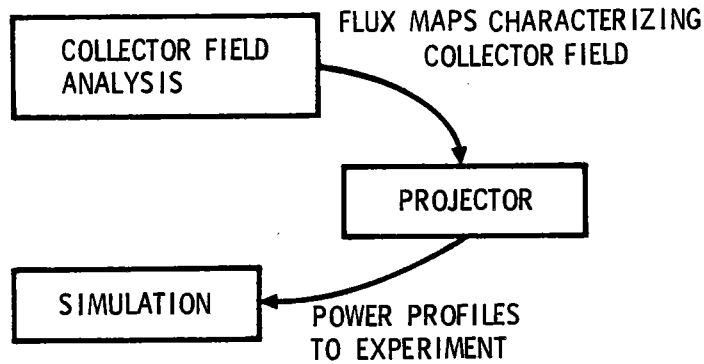 COLLECTOR FIELD
ANALYSIS
FLUX MAPS CHARACTERIZING
COLLECTOR FIELD
PROJECTOR
SIMULATION
POWER PROFILES
TO EXPERIMENT